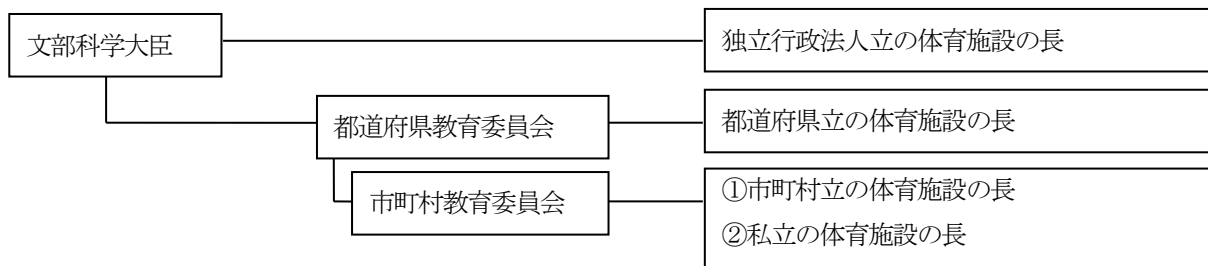 文部科学大臣
独立行政法人立の体育施設の長
都道府県教育委員会
都道府県立の体育施設の長
市町村教育委員会
①市町村立の体育施設の長
②私立の体育施設の長